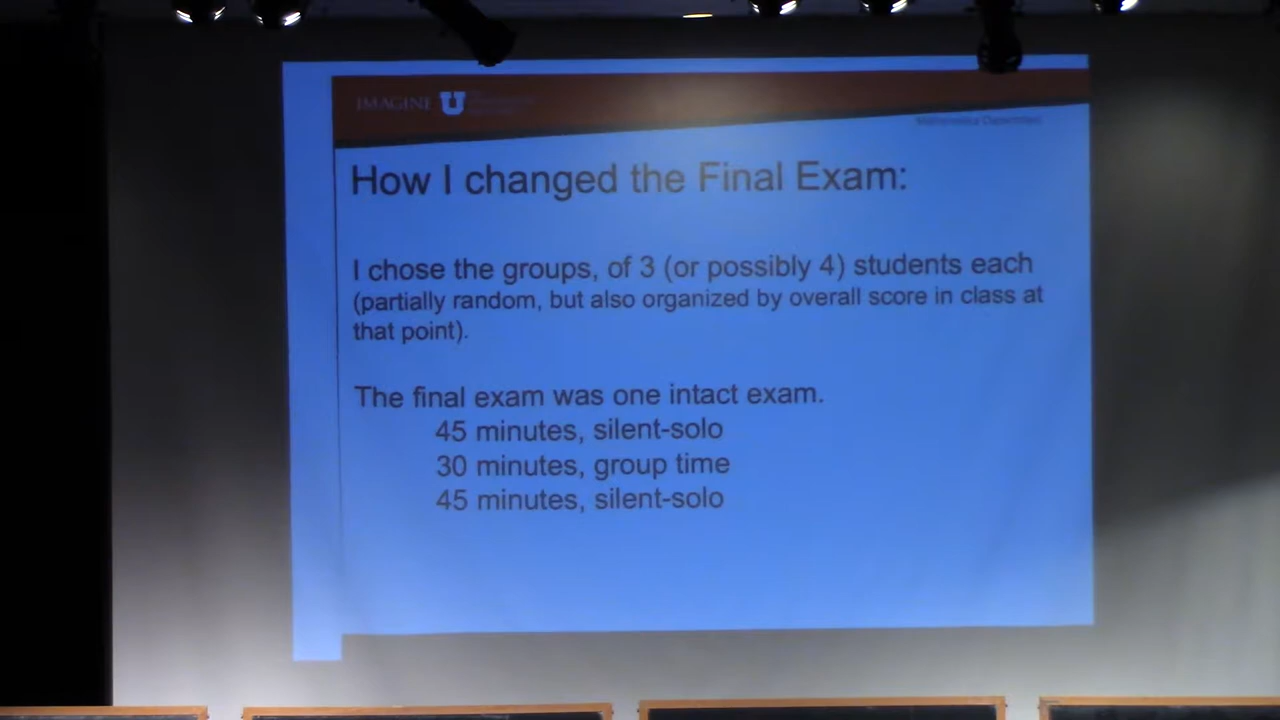 IMAGINE U
Mathematics Department
How I changed the Final Exam:
I chose the groups, of 3 (or possibly 4) students each
(partially random, but also organized by overall score in class at
that point).
The final exam was one intact exam.
45 minutes, silent-solo
30 minutes, group time
45 minutes, silent-solo